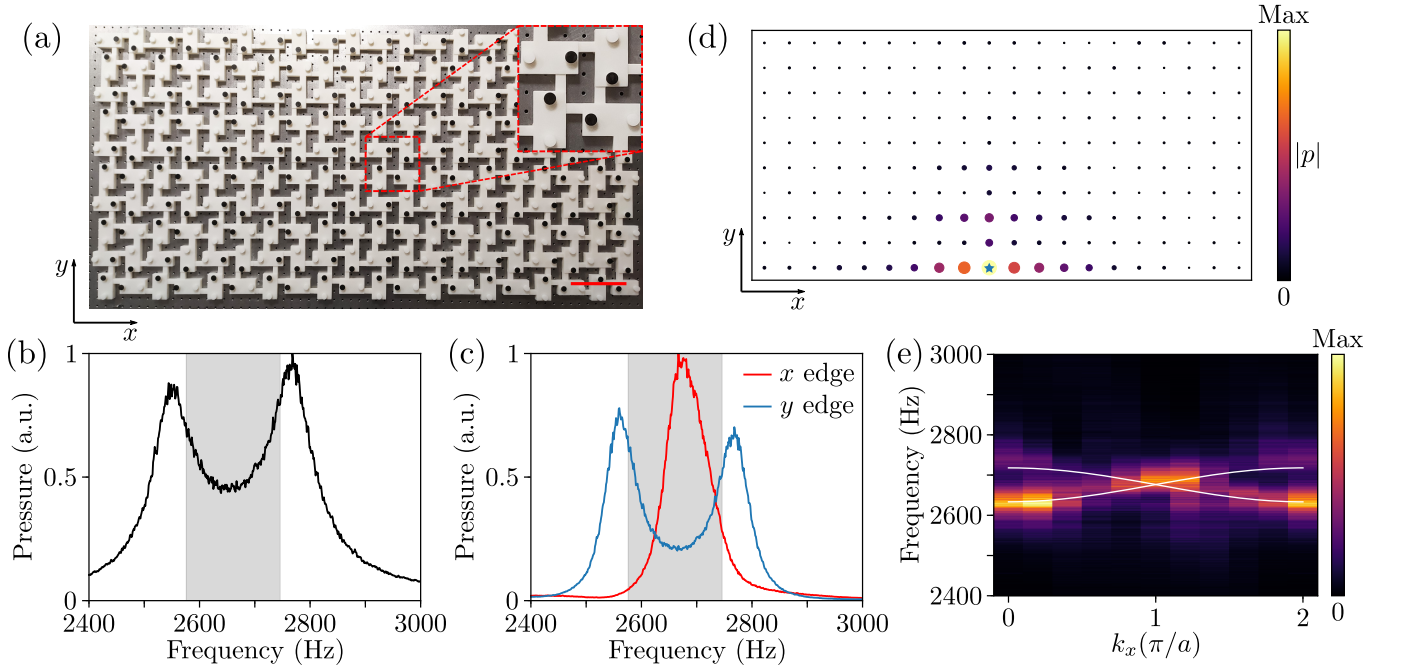 (a)
y
x
(d)
Max
|p|
0
y
x
(b)
1
0.5
0
Pressure (a.u.)
2400 2600 2800 3000
Frequency (Hz)
(c)
1
0.5
0
Pressure (a.u.)
x edge
y edge
2400 2600 2800 3000
Frequency (Hz)
(e)
Max
3000
2800
2600
2400
Frequency (Hz)
0
0 1 2
kₓ(π/a)